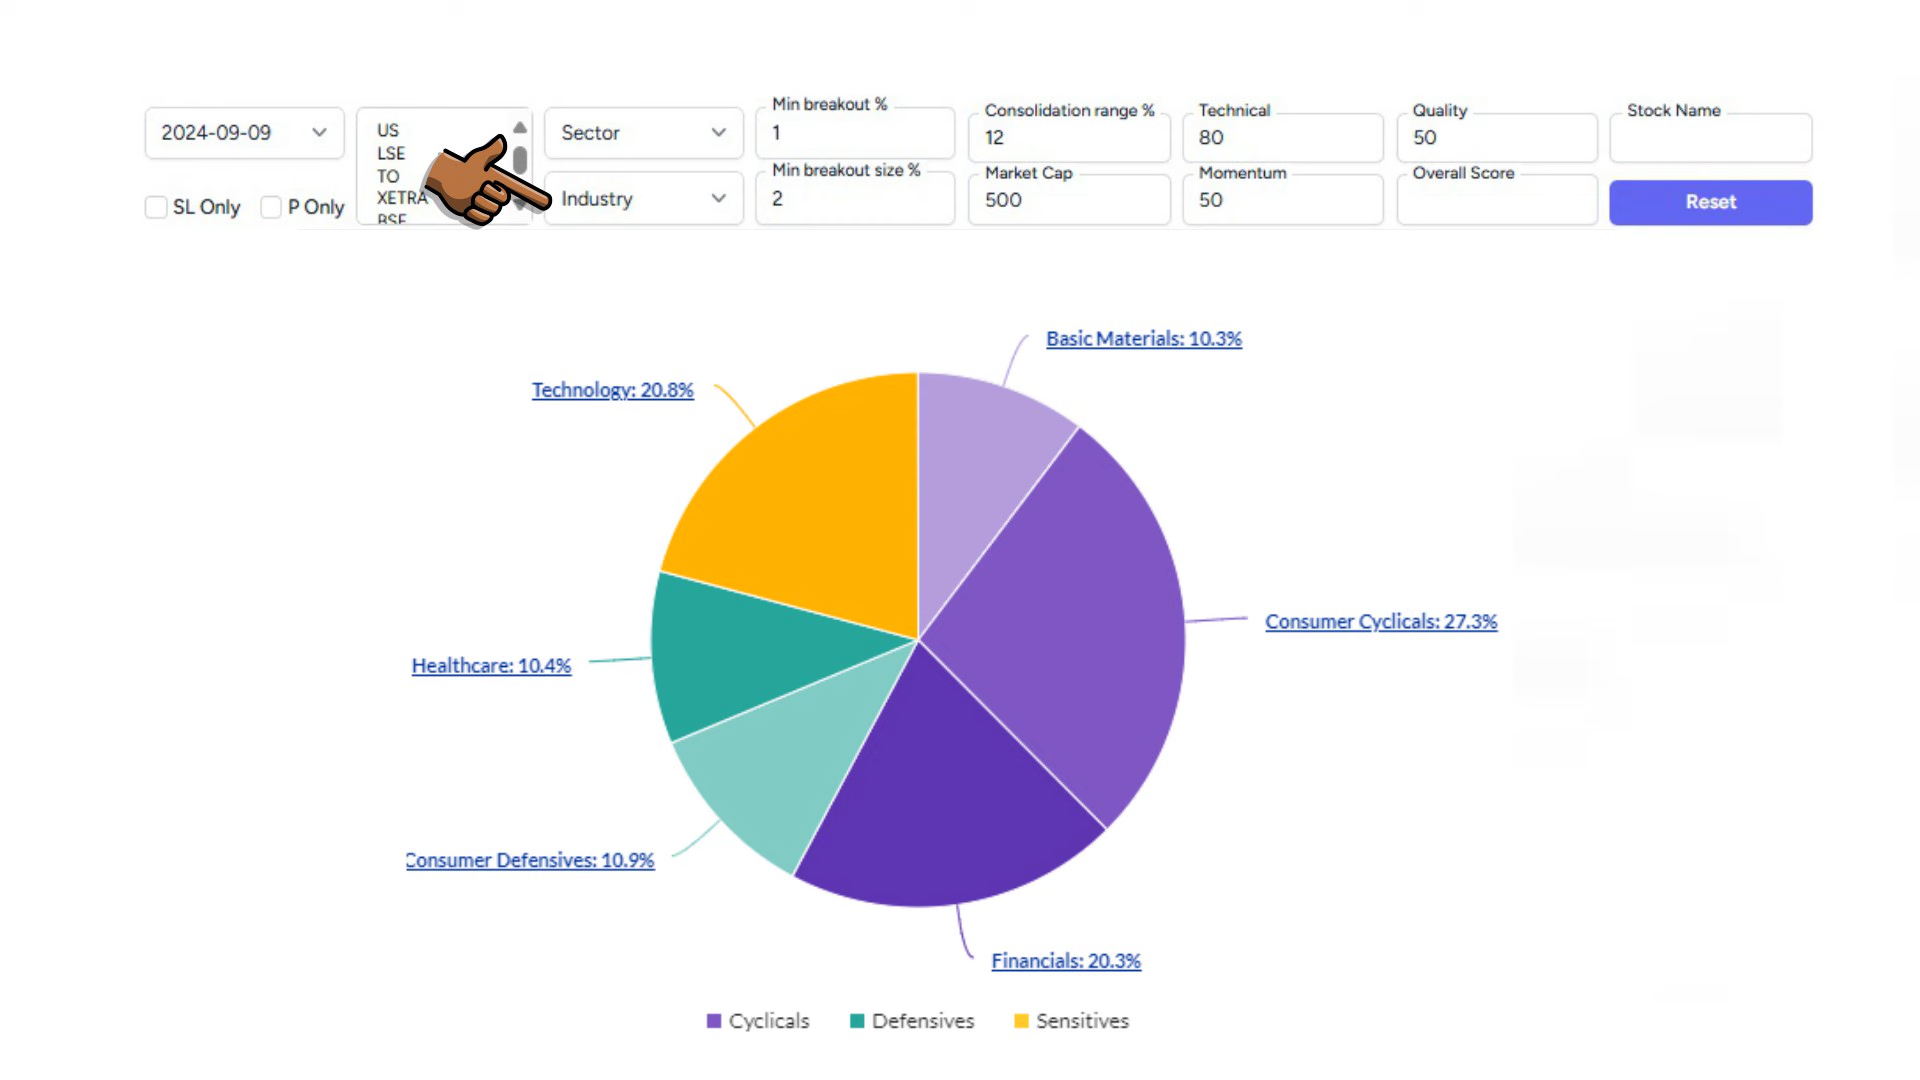 2024-09-09
SL Only
P Only
US
LSE
TO
XETRA
BSE
Sector
Industry
Min breakout %
1
Min breakout size %
2
Consolidation range %
12
Market Cap
500
Technical
80
Momentum
50
Quality
50
Overall Score
Stock Name
Reset
Basic Materials: 10.3%
Technology: 20.8%
Consumer Cyclicals: 27.3%
Healthcare: 10.4%
Consumer Defensives: 10.9%
Financials: 20.3%
Cyclicals
Defensives
Sensitives